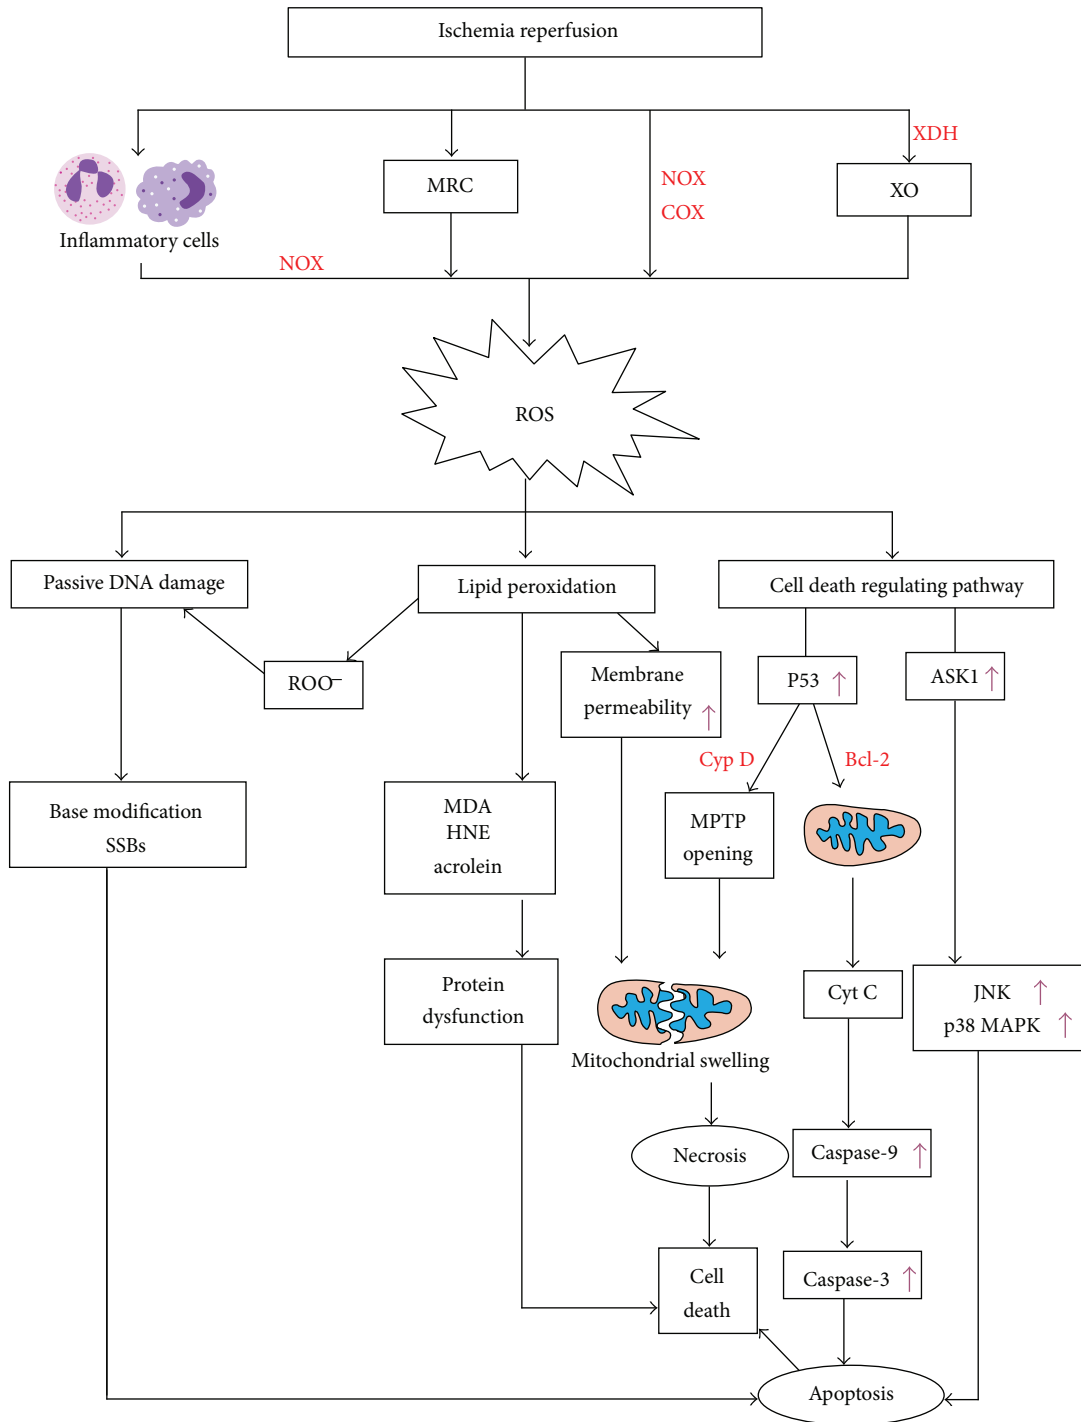 Ischemia reperfusion
XDH
MRC
NOX
COX
XO
Inflammatory cells
NOX
ROS
Passive DNA damage
Lipid peroxidation
Cell death regulating pathway
ROO–
Membrane
permeability ↑
P53 ↑
ASK1 ↑
Cyp D
Bcl-2
Base modification
SSBs
MDA
HNE
acrolein
MPTP
opening
Protein
dysfunction
Mitochondrial swelling
Cyt C
JNK ↑
p38 MAPK ↑
Necrosis
Caspase-9 ↑
Cell
death
Caspase-3 ↑
Apoptosis